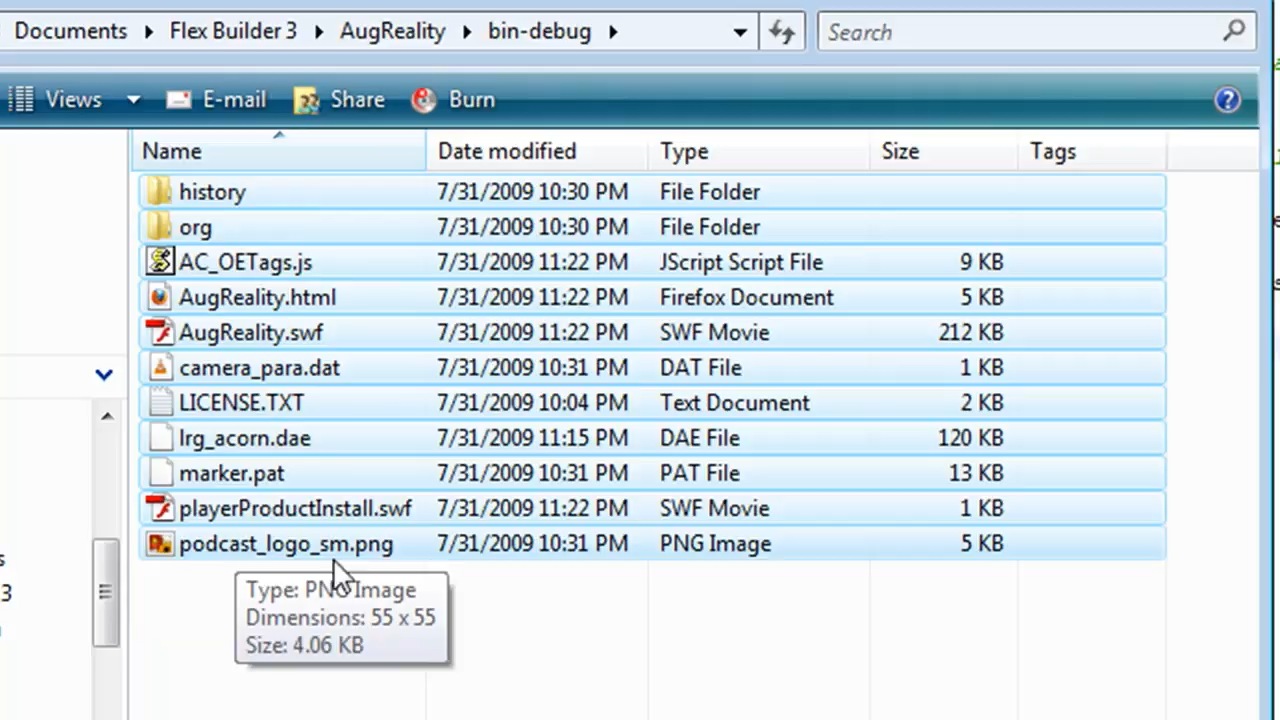 Documents Flex Builder 3 AugReality bin-debug Search
Views E-mail Share Burn
Name Date modified Type Size Tags
history 7/31/2009 10:30 PM File Folder
org 7/31/2009 10:30 PM File Folder
AC_OETags.js 7/31/2009 11:22 PM JScript Script File 9 KB
AugReality.html 7/31/2009 11:22 PM Firefox Document 5 KB
AugReality.swf 7/31/2009 11:22 PM SWF Movie 212 KB
camera_para.dat 7/31/2009 10:31 PM DAT File 1 KB
LICENSE.TXT 7/31/2009 10:04 PM Text Document 2 KB
lrg_acorn.dae 7/31/2009 11:15 PM DAE File 120 KB
marker.pat 7/31/2009 10:31 PM PAT File 13 KB
playerProductInstall.swf 7/31/2009 11:22 PM SWF Movie 1 KB
podcast_logo_sm.png 7/31/2009 10:31 PM PNG Image 5 KB
Type: PNG Image
Dimensions: 55 x 55
Size: 4.06 KB
3